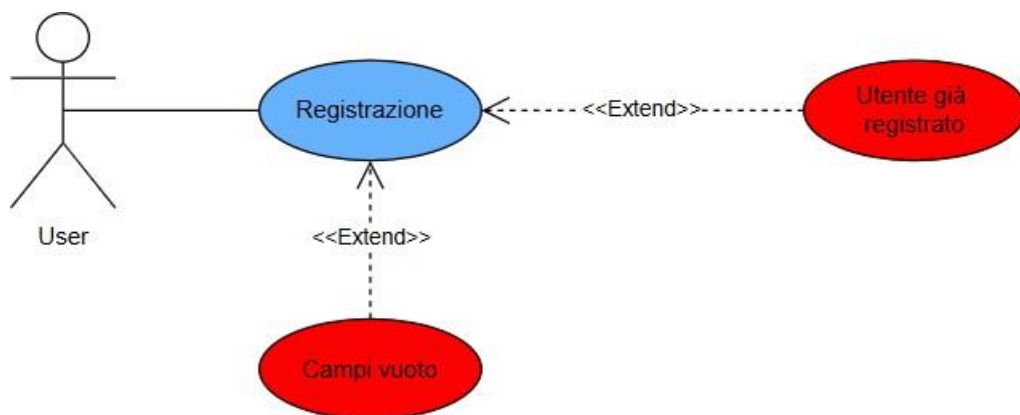 Registrazione
<<Extend>>
Utente già
registrato
User
<<Extend>>
Campi vuoto